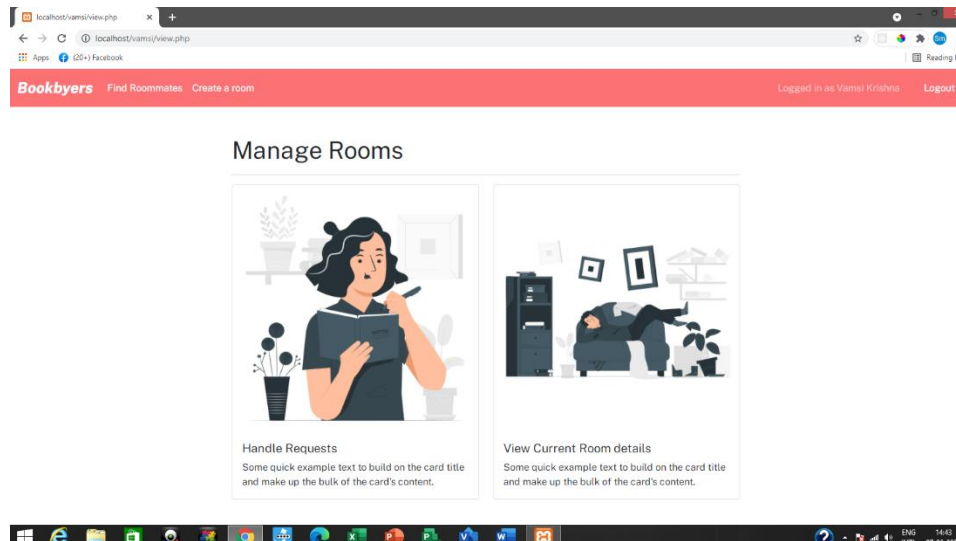 localhost/vamsi/view.php
localhost/vamsi/view.php
Apps (20+) Facebook Reading
Bookbyers Find Roommates Create a room Logged in as Vamsi Krishna Logout
Manage Rooms
Handle Requests
Some quick example text to build on the card title
and make up the bulk of the card's content.
View Current Room details
Some quick example text to build on the card title
and make up the bulk of the card's content.
ENG 14:43